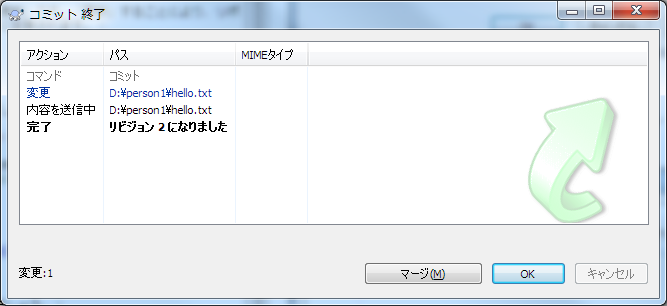 コミット 終了
アクション パス MIMEタイプ
コマンド コミット
変更 D:¥person1¥hello.txt
内容を送信中 D:¥person1¥hello.txt
完了 リビジョン 2 になりました
変更:1 マージ(M) OK キャンセル